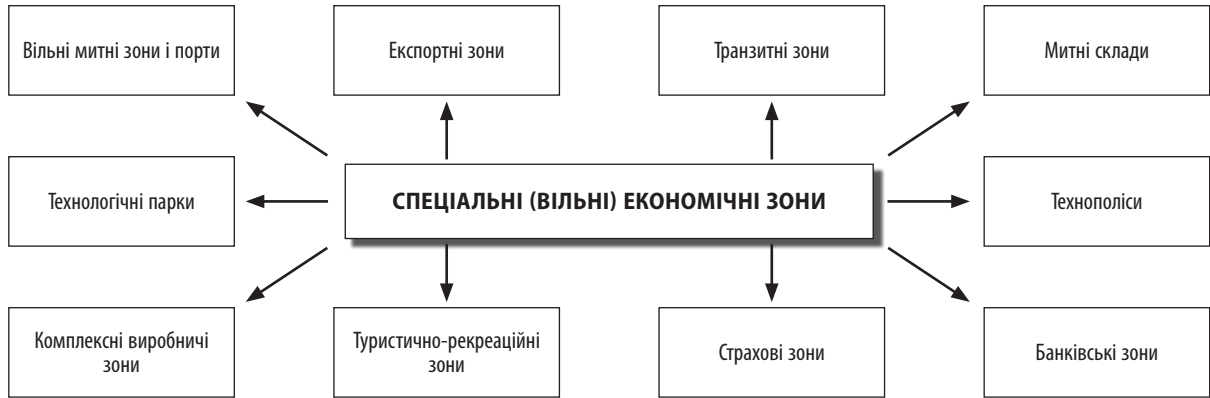 Вільні митні зони і порти
Експортні зони
Транзитні зони
Митні склади
Технологічні парки
СПЕЦІАЛЬНІ (ВІЛЬНІ) ЕКОНОМІЧНІ ЗОНИ
Технополіси
Комплексні виробничі
зони
Туристично-рекреаційні
зони
Страхові зони
Банківські зони